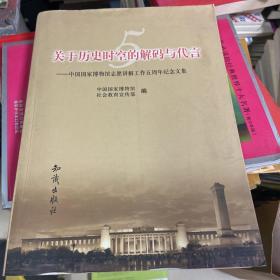 5
关于历史时空的解码与代言
——中国国家博物馆志愿讲解工作五周年纪念文集
中国国家博物馆
社会教育宣传部
编
知识出版社